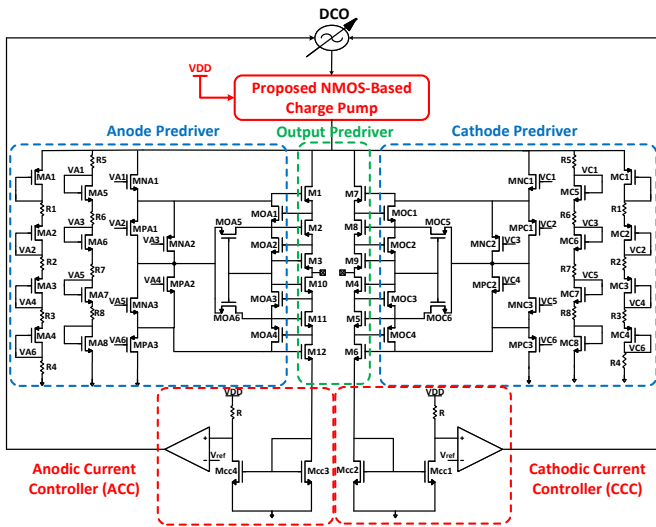 DCO
VDD
Proposed NMOS-Based
Charge Pump
Anode Predriver
Output Predriver
Cathode Predriver
MA1
R1
MA2
VA2
R2
MA3
VA4
R3
MA4
VA6
R4
R5
VA1
MA5
R6
VA3
MA6
R7
VA5
MA7
R8
MA8
VA1
MNA1
VA2
MPA1
VA3
MNA2
VA4
MPA2
VA5
MNA3
VA6
MPA3
MOA5
MOA6
MOA1
MOA2
MOA3
MOA4
M1
M2
M3
M10
M11
M12
M7
M8
M9
M4
M5
M6
MOC1
MOC2
MOC3
MOC4
MOC5
MOC6
MNC1
VC1
MPC1
VC2
MNC2
VC3
MPC2
VC4
MNC3
VC5
MPC3
VC6
R5
VC1
MC5
R6
VC3
MC6
R7
VC5
MC7
R8
MC8
MC1
R1
MC2
VC2
R2
MC3
VC4
R3
MC4
VC6
R4
VDD
R
+
−
Vref
Mcc4
Mcc3
Anodic Current
Controller (ACC)
VDD
R
+
−
Vref
Mcc2
Mcc1
Cathodic Current
Controller (CCC)